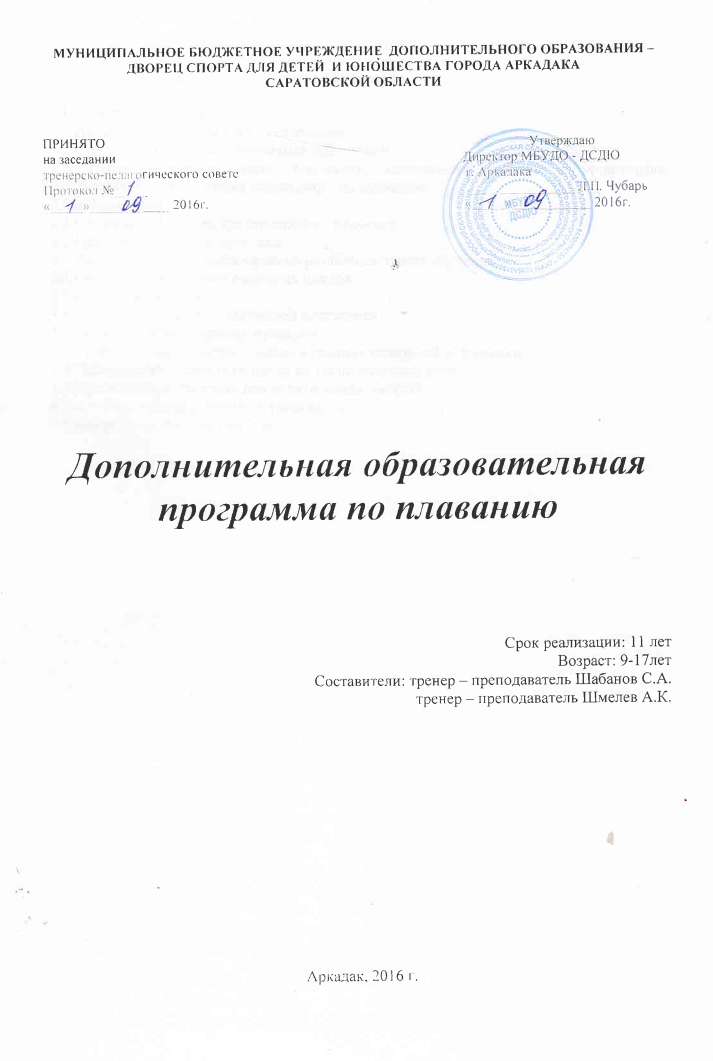 МУНИЦИПАЛЬНОЕ БЮДЖЕТНОЕ УЧРЕЖДЕНИЕ ДОПОЛНИТЕЛЬНОГО ОБРАЗОВАНИЯ –
ДВОРЕЦ СПОРТА ДЛЯ ДЕТЕЙ И ЮНОШЕСТВА ГОРОДА АРКАДАКА
САРАТОВСКОЙ ОБЛАСТИ
ПРИНЯТО
на заседании
тренерско-педагогического совете
Протокол № 1
« 1 » 09 2016г.
Утверждаю
Директор МБУДО - ДСДЮ
г. Аркадака
Л.П. Чубарь
« 1 09 2016г.
МБУДО
ДСДЮ
Дополнительная образовательная
программа по плаванию
Срок реализации: 11 лет
Возраст: 9-17лет
Составители: тренер – преподаватель Шабанов С.А.
тренер – преподаватель Шмелев А.К.
Аркадак, 2016 г.